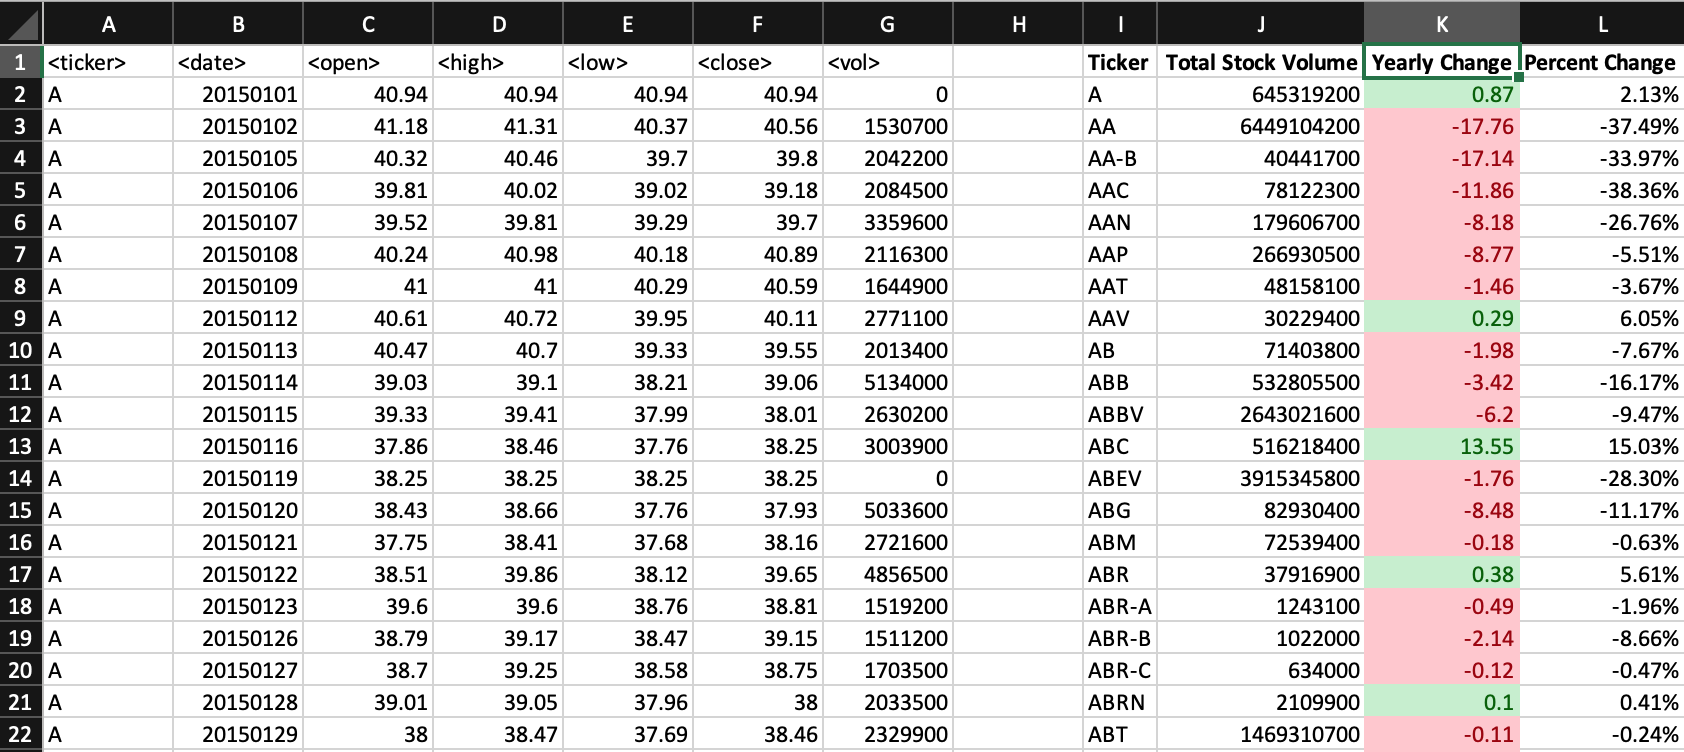 A B C D E F G H I J K L
1 <ticker> <date> <open> <high> <low> <close> <vol> Ticker Total Stock Volume Yearly Change Percent Change
2 A 20150101 40.94 40.94 40.94 40.94 0 A 645319200 0.87 2.13%
3 A 20150102 41.18 41.31 40.37 40.56 1530700 AA 6449104200 -17.76 -37.49%
4 A 20150105 40.32 40.46 39.7 39.8 2042200 AA-B 40441700 -17.14 -33.97%
5 A 20150106 39.81 40.02 39.02 39.18 2084500 AAC 78122300 -11.86 -38.36%
6 A 20150107 39.52 39.81 39.29 39.7 3359600 AAN 179606700 -8.18 -26.76%
7 A 20150108 40.24 40.98 40.18 40.89 2116300 AAP 266930500 -8.77 -5.51%
8 A 20150109 41 41 40.29 40.59 1644900 AAT 48158100 -1.46 -3.67%
9 A 20150112 40.61 40.72 39.95 40.11 2771100 AAV 30229400 0.29 6.05%
10 A 20150113 40.47 40.7 39.33 39.55 2013400 AB 71403800 -1.98 -7.67%
11 A 20150114 39.03 39.1 38.21 39.06 5134000 ABB 532805500 -3.42 -16.17%
12 A 20150115 39.33 39.41 37.99 38.01 2630200 ABBV 2643021600 -6.2 -9.47%
13 A 20150116 37.86 38.46 37.76 38.25 3003900 ABC 516218400 13.55 15.03%
14 A 20150119 38.25 38.25 38.25 38.25 0 ABEV 3915345800 -1.76 -28.30%
15 A 20150120 38.43 38.66 37.76 37.93 5033600 ABG 82930400 -8.48 -11.17%
16 A 20150121 37.75 38.41 37.68 38.16 2721600 ABM 72539400 -0.18 -0.63%
17 A 20150122 38.51 39.86 38.12 39.65 4856500 ABR 37916900 0.38 5.61%
18 A 20150123 39.6 39.6 38.76 38.81 1519200 ABR-A 1243100 -0.49 -1.96%
19 A 20150126 38.79 39.17 38.47 39.15 1511200 ABR-B 1022000 -2.14 -8.66%
20 A 20150127 38.7 39.25 38.58 38.75 1703500 ABR-C 634000 -0.12 -0.47%
21 A 20150128 39.01 39.05 37.96 38 2033500 ABRN 2109900 0.1 0.41%
22 A 20150129 38 38.47 37.69 38.46 2329900 ABT 1469310700 -0.11 -0.24%